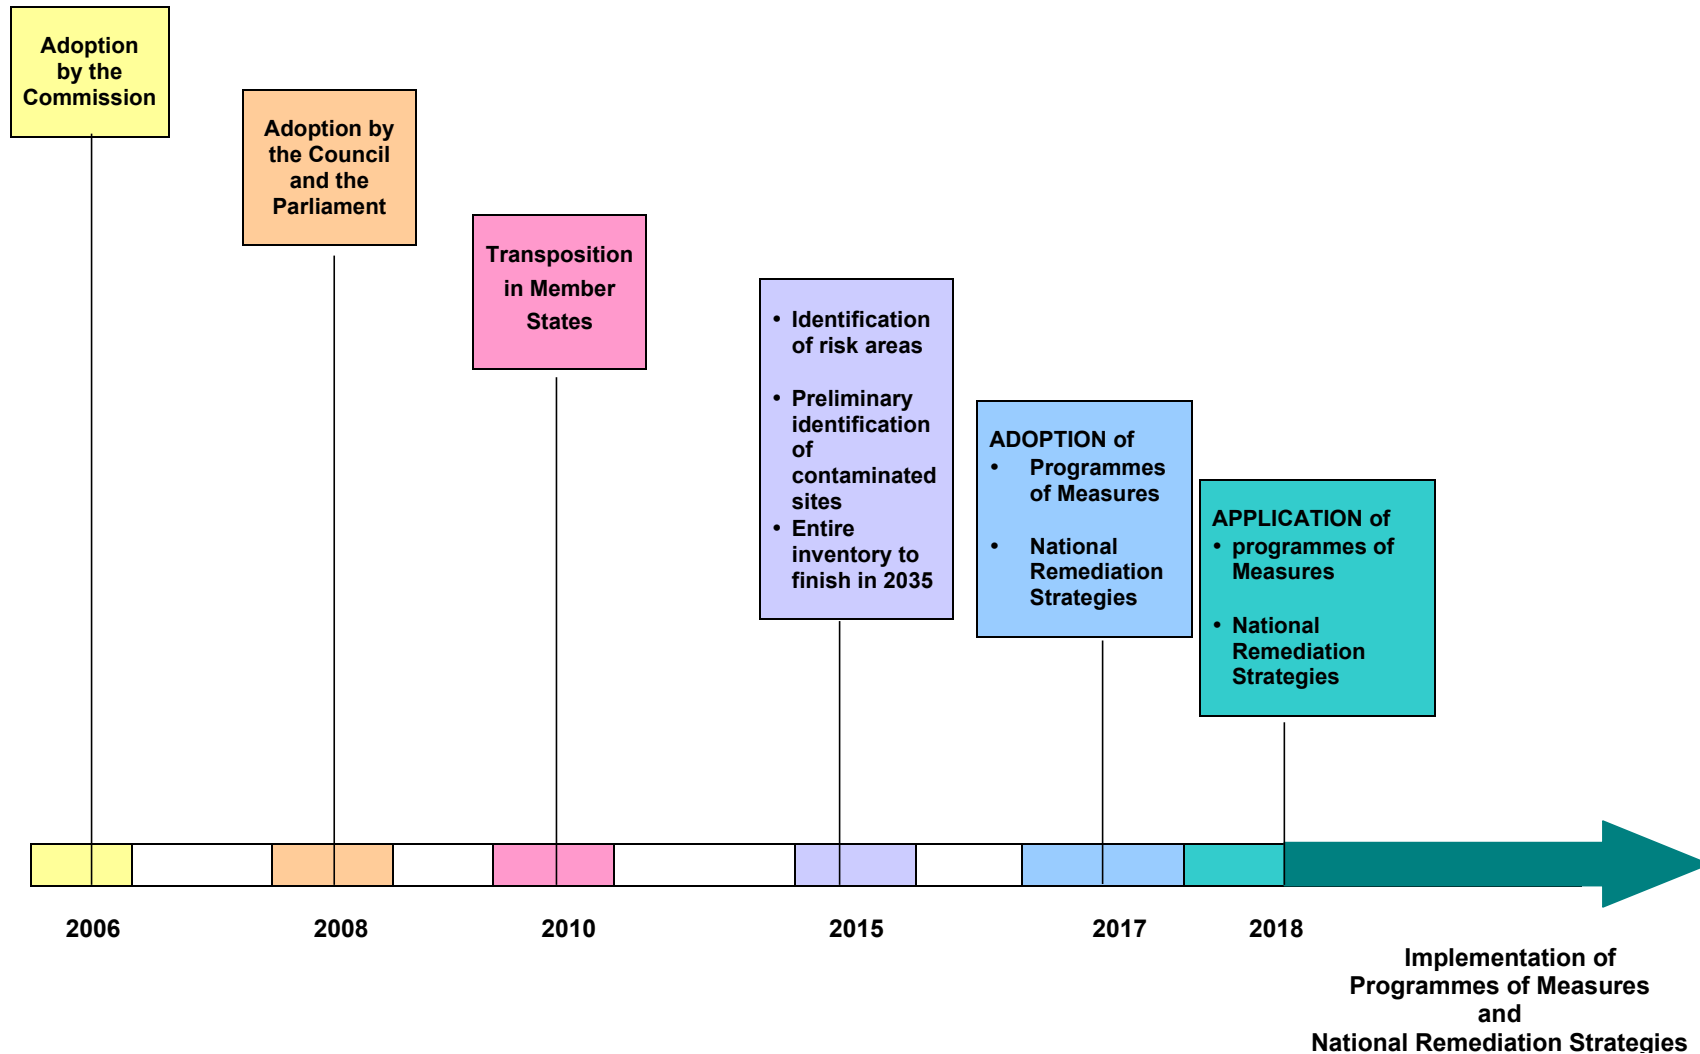 Adoption
by the
Commission
Adoption by
the Council
and the
Parliament
Transposition
in Member
States
• Identification
of risk areas
• Preliminary
identification
of
contaminated
sites
• Entire
inventory to
finish in 2035
ADOPTION of
• Programmes
of Measures
• National
Remediation
Strategies
APPLICATION of
• programmes of
Measures
• National
Remediation
Strategies
2006
2008
2010
2015
2017
2018
Implementation of
Programmes of Measures
and
National Remediation Strategies